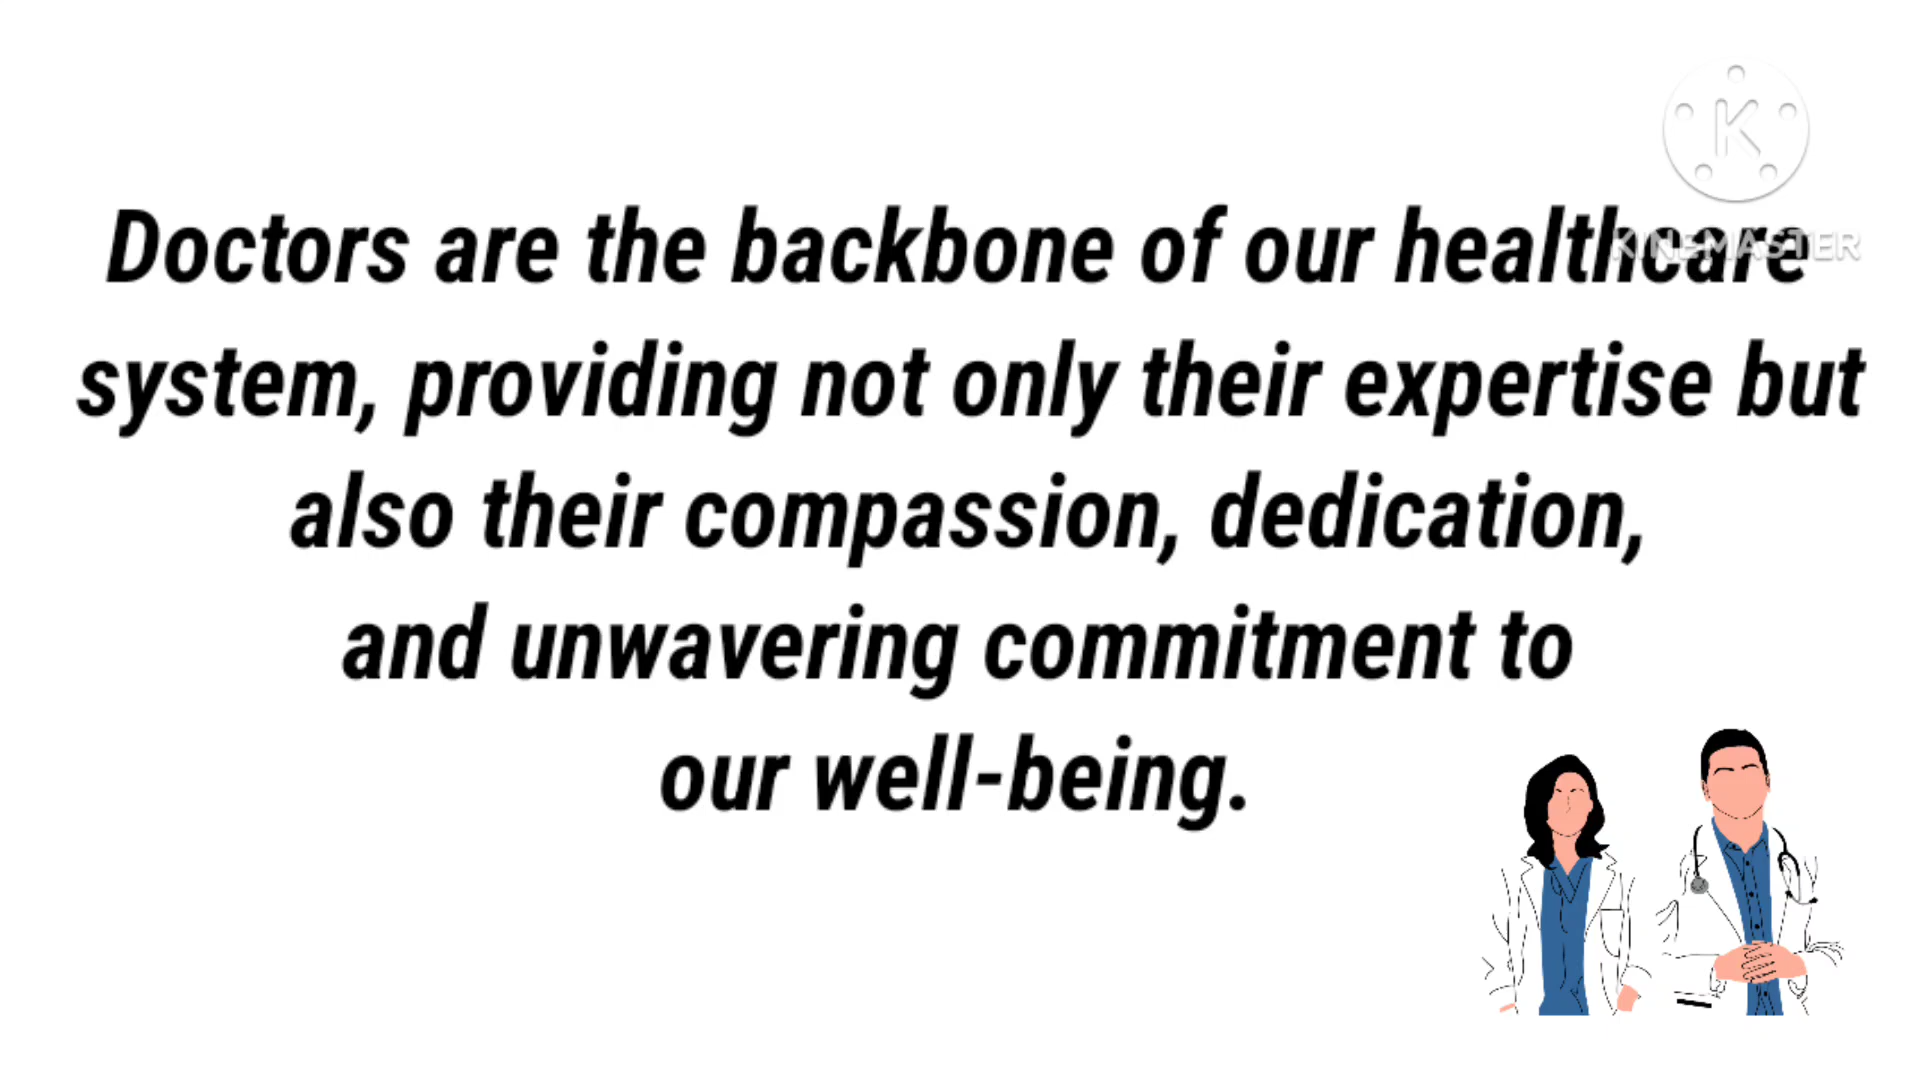 K
KINEMASTER
Doctors are the backbone of our healthcare
system, providing not only their expertise but
also their compassion, dedication,
and unwavering commitment to
our well-being.